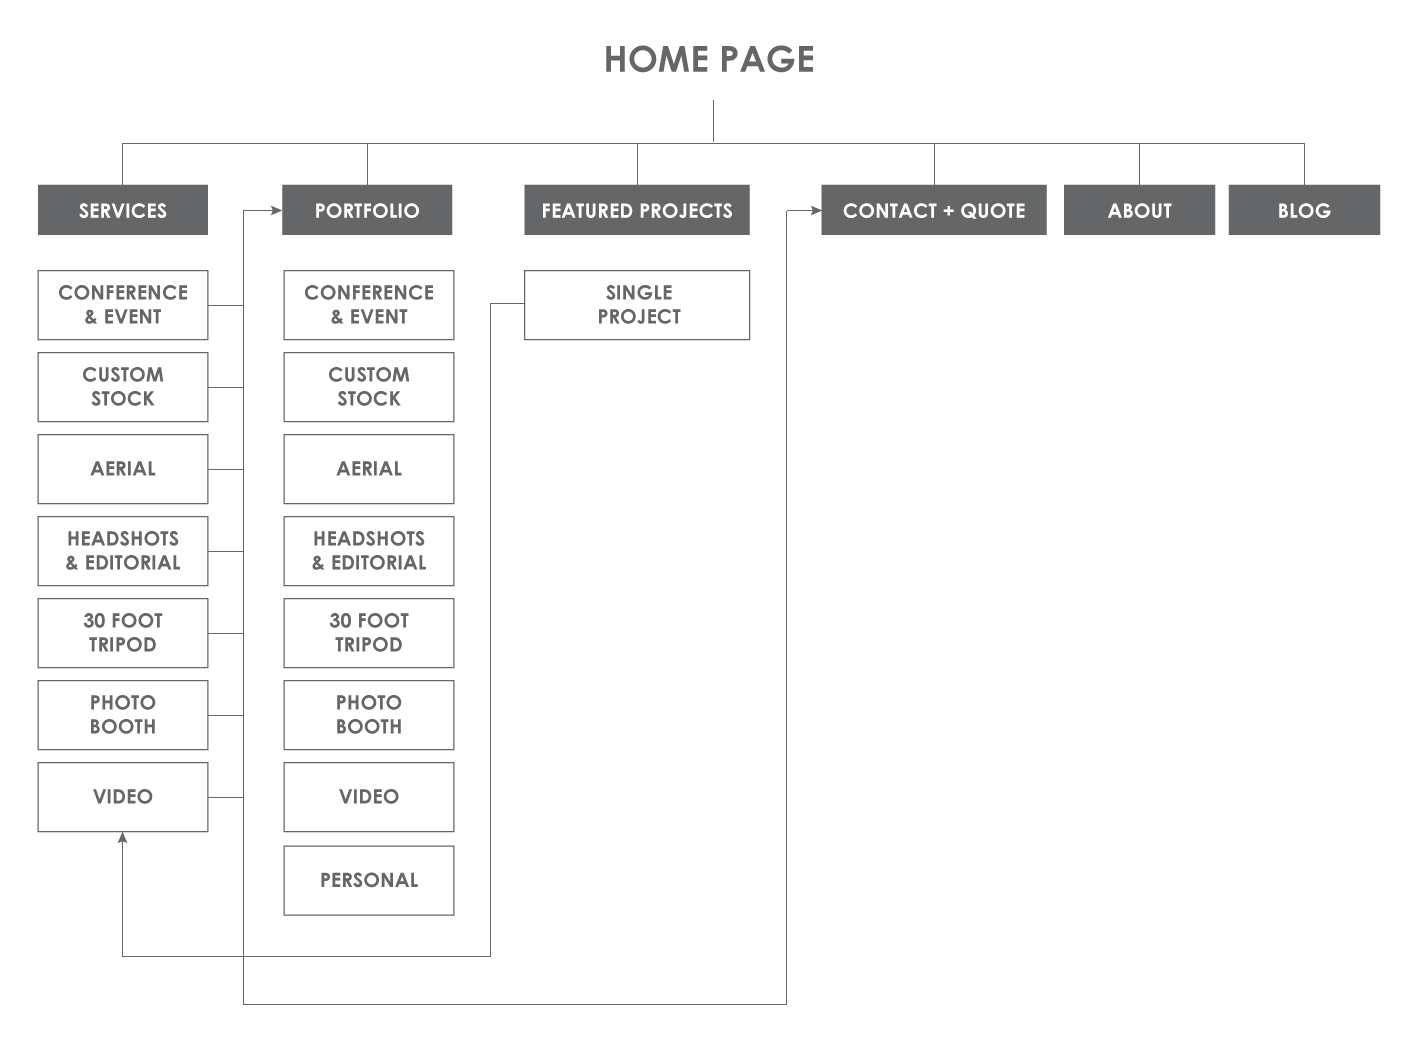 HOME PAGE
SERVICES
PORTFOLIO
FEATURED PROJECTS
CONTACT + QUOTE
ABOUT
BLOG
CONFERENCE
& EVENT
CUSTOM
STOCK
AERIAL
HEADSHOTS
& EDITORIAL
30 FOOT
TRIPOD
PHOTO
BOOTH
VIDEO
CONFERENCE
& EVENT
CUSTOM
STOCK
AERIAL
HEADSHOTS
& EDITORIAL
30 FOOT
TRIPOD
PHOTO
BOOTH
VIDEO
PERSONAL
SINGLE
PROJECT